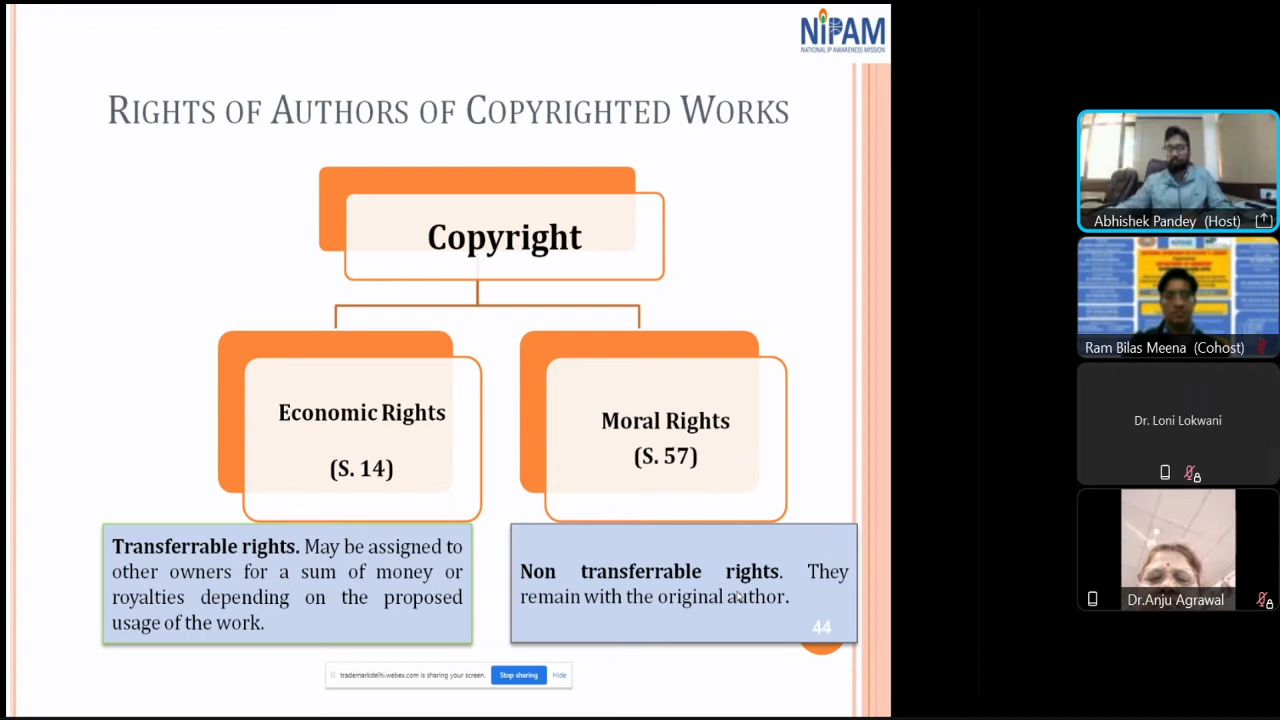 NIPAM
NATIONAL IP AWARENESS MISSION
RIGHTS OF AUTHORS OF COPYRIGHTED WORKS
Copyright
Economic Rights
(S. 14)
Moral Rights
(S. 57)
Transferrable rights. May be assigned to
other owners for a sum of money or
royalties depending on the proposed
usage of the work.
Non transferrable rights. They
remain with the original author.
44
trademarkdelhi.webex.com is sharing your screen.
Stop sharing
Hide
Abhishek Pandey (Host)
Ram Bilas Meena (Cohost)
Dr. Loni Lokwani
Dr.Anju Agrawal